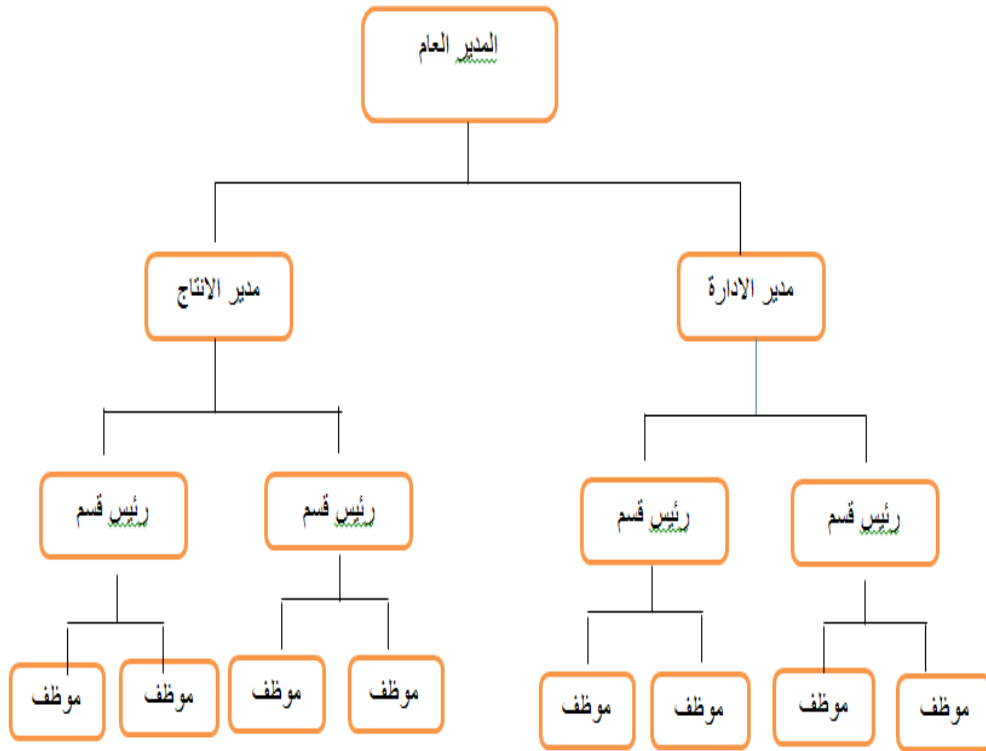 المدير العام
مدير الادارة
مدير الانتاج
رئيس قسم
رئيس قسم
رئيس قسم
رئيس قسم
موظف
موظف
موظف
موظف
موظف
موظف
موظف
موظف